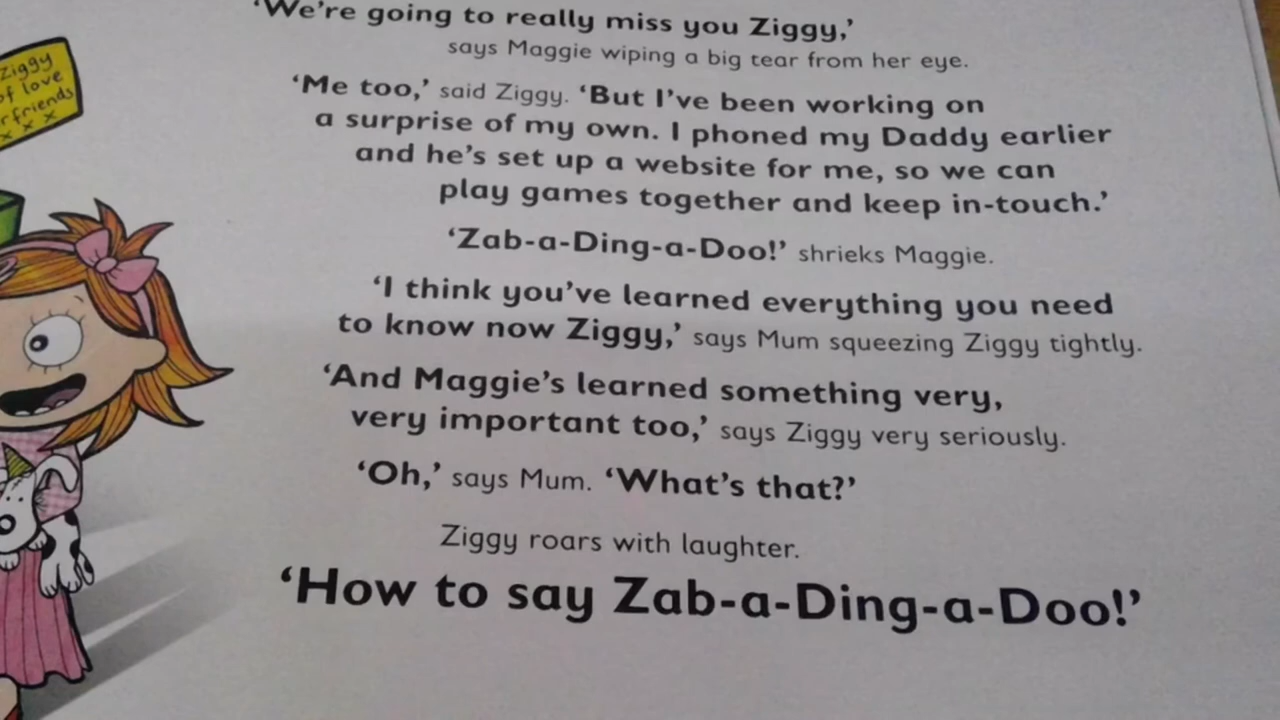 Ziggy
of love
friends
x x x
‘We’re going to really miss you Ziggy,’
says Maggie wiping a big tear from her eye.
‘Me too,’ said Ziggy. ‘But I’ve been working on
a surprise of my own. I phoned my Daddy earlier
and he’s set up a website for me, so we can
play games together and keep in-touch.’
‘Zab-a-Ding-a-Doo!’ shrieks Maggie.
‘I think you’ve learned everything you need
to know now Ziggy,’ says Mum squeezing Ziggy tightly.
‘And Maggie’s learned something very,
very important too,’ says Ziggy very seriously.
‘Oh,’ says Mum. ‘What’s that?’
Ziggy roars with laughter.
‘How to say Zab-a-Ding-a-Doo!’